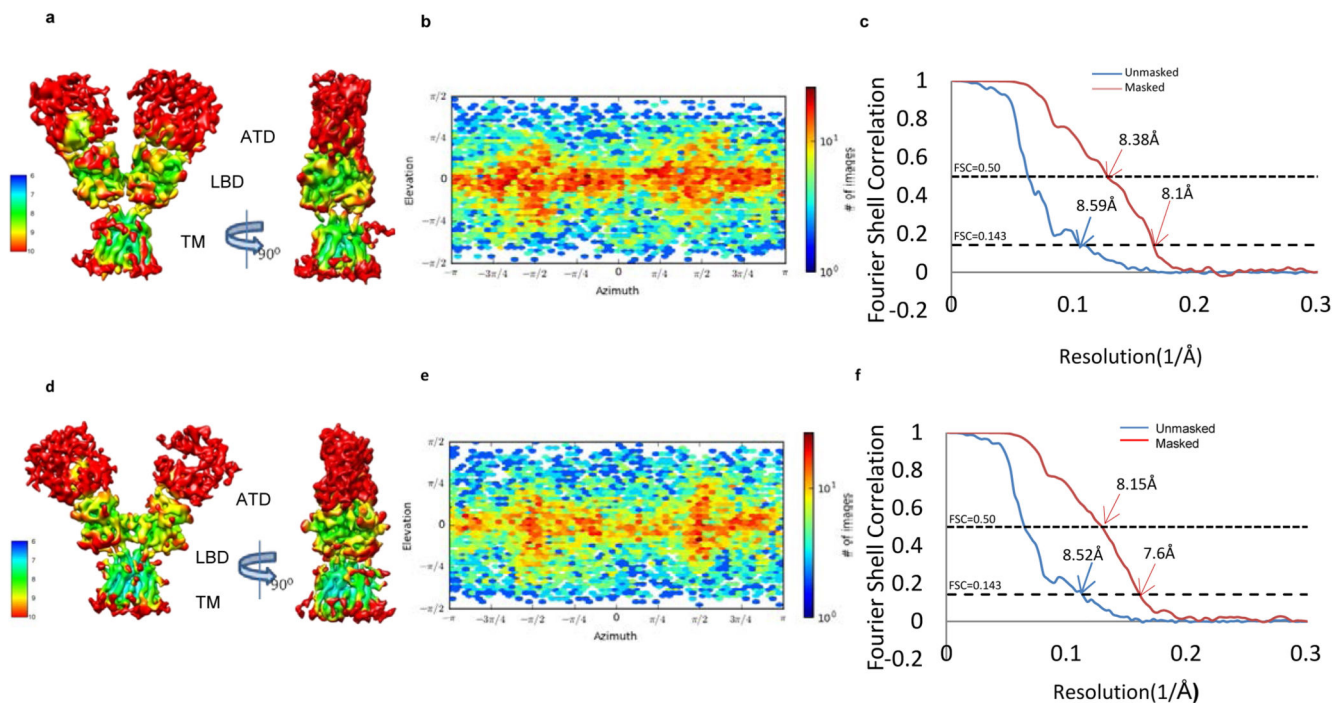 a
ATD
LBD
TM
90°
6
7
8
9
10
b
π/2
π/4
0
−π/4
−π/2
Elevation
−π
−3π/4
−π/2
−π/4
0
π/4
π/2
3π/4
π
Azimuth
10¹
10⁰
# of images
c
Unmasked
Masked
1
0.8
0.6
0.4
0.2
0
-0.2
Fourier Shell Correlation
FSC=0.50
FSC=0.143
8.38Å
8.59Å
8.1Å
0
0.1
0.2
0.3
Resolution(1/Å)
d
ATD
LBD
TM
90°
6
7
8
9
10
e
π/2
π/4
0
−π/4
−π/2
Elevation
−π
−3π/4
−π/2
−π/4
0
π/4
π/2
3π/4
π
Azimuth
10¹
10⁰
# of images
f
Unmasked
Masked
1
0.8
0.6
0.4
0.2
0
-0.2
Fourier Shell Correlation
FSC=0.50
FSC=0.143
8.15Å
8.52Å
7.6Å
0
0.1
0.2
0.3
Resolution(1/Å)